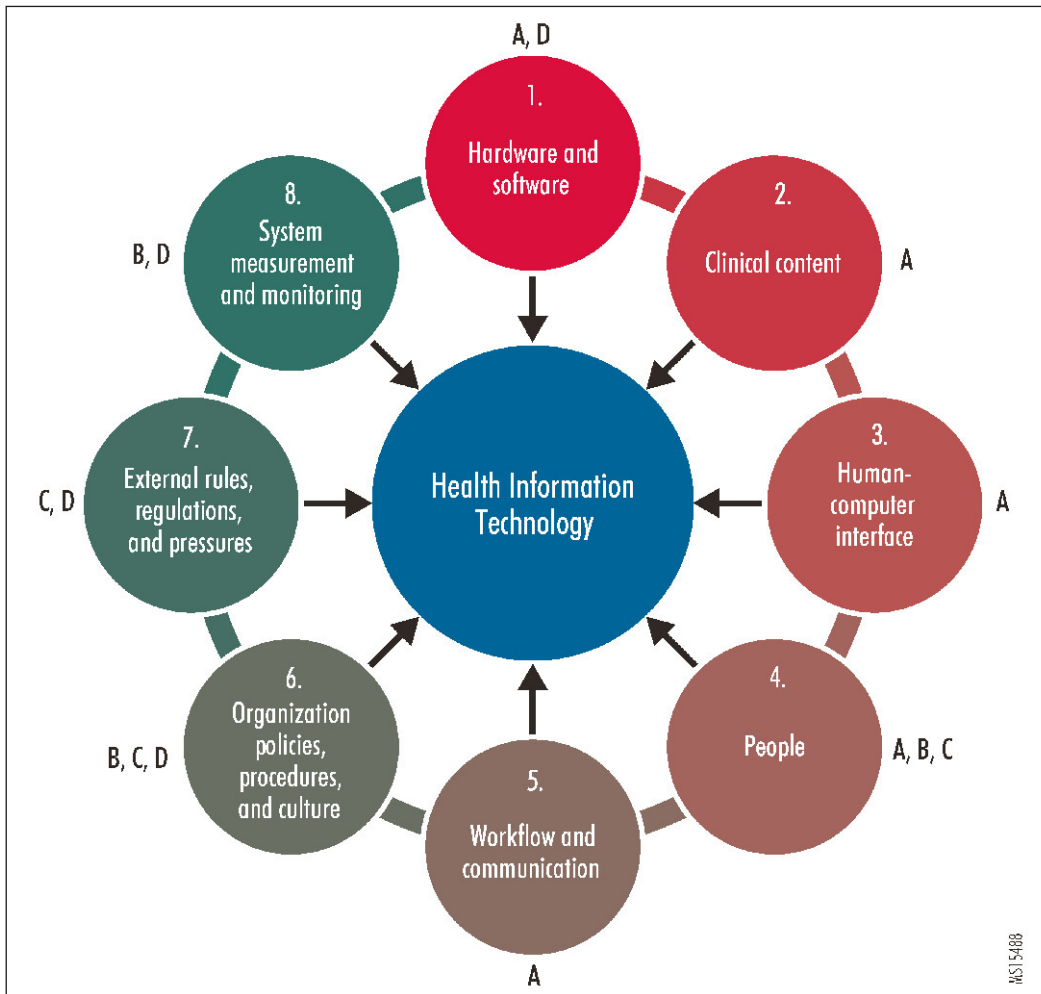 A, D
1.
Hardware and
software
2.
Clinical content
A
3.
Human-
computer
interface
A
4.
People
A, B, C
5.
Workflow and
communication
A
6.
Organization
policies,
procedures,
and culture
B, C, D
7.
External rules,
regulations,
and pressures
C, D
8.
System
measurement
and monitoring
B, D
Health Information
Technology
MS15488